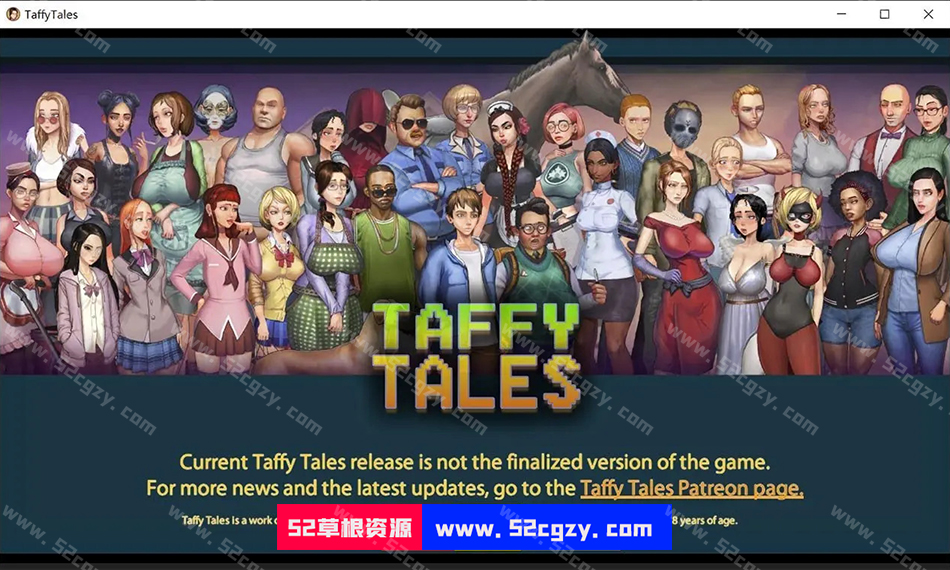 TaffyTales
TAFFY
TALES
Current Taffy Tales release is not the finalized version of the game.
For more news and the latest updates, go to the Taffy Tales Patreon page.
Taffy Tales is a work
8 years of age.
52草根资源 www.52cgzy.com
www.52cgzy.com